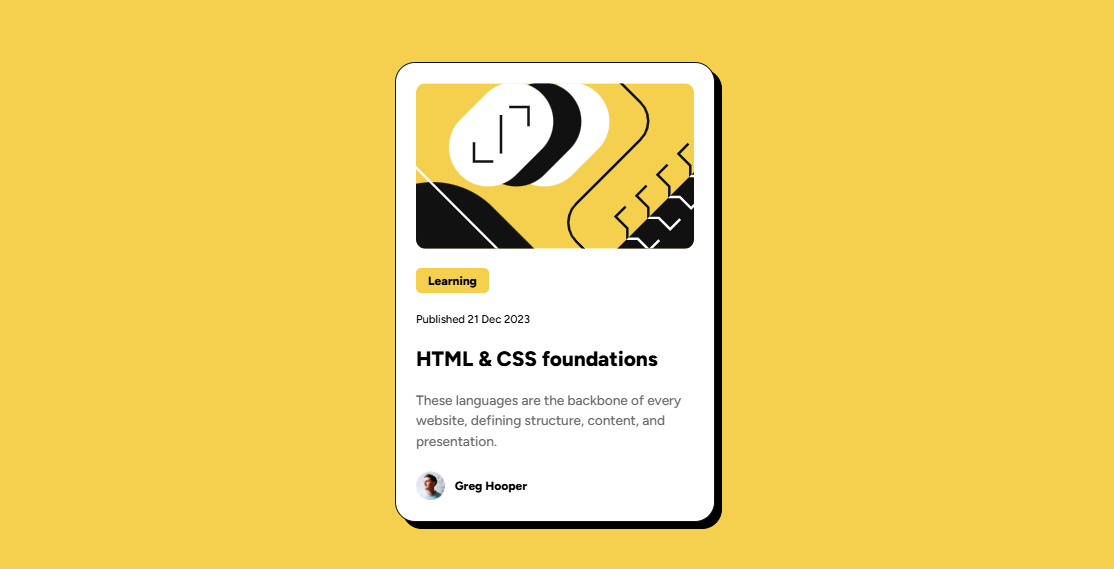 Learning
Published 21 Dec 2023
HTML & CSS foundations
These languages are the backbone of every
website, defining structure, content, and
presentation.
Greg Hooper